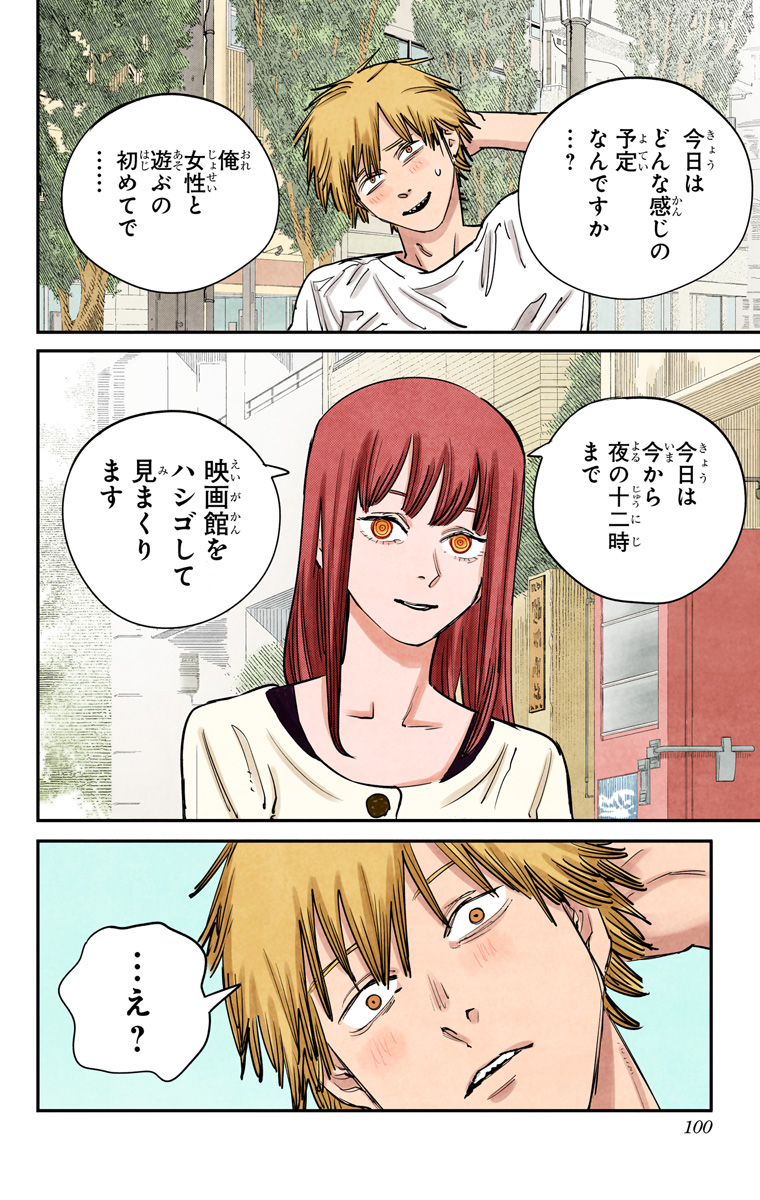 今日は
どんな感じの
予定
なんですか
…?
俺
女性と
遊ぶの
初めてで
……
今日は
今から
夜の十二時
まで
映画館を
ハシゴして
見まくり
ます
…え?
100